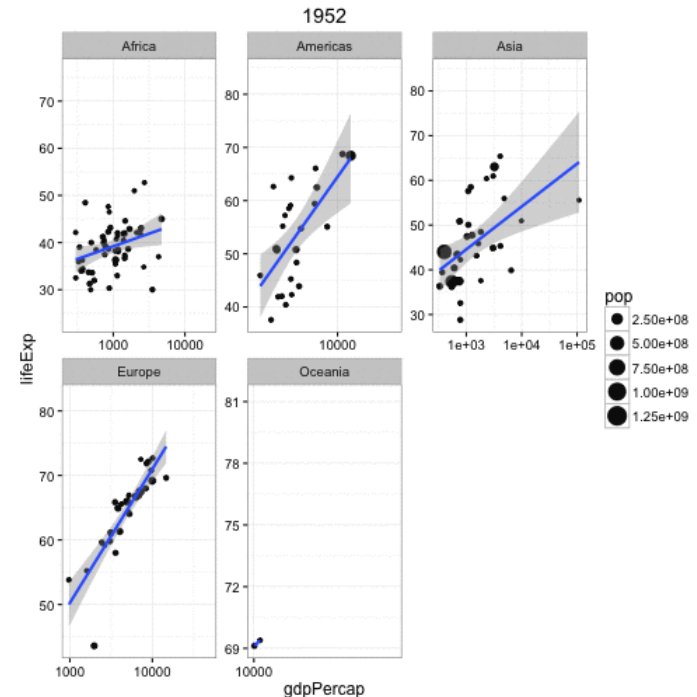 1952
Africa
Americas
Asia
70
60
50
40
30
1000
10000
80
70
60
50
40
10000
80
70
60
50
40
30
1e+03
1e+04
1e+05
lifeExp
Europe
Oceania
80
70
60
50
1000
10000
81
78
75
72
69
10000
gdpPercap
pop
2.50e+08
5.00e+08
7.50e+08
1.00e+09
1.25e+09